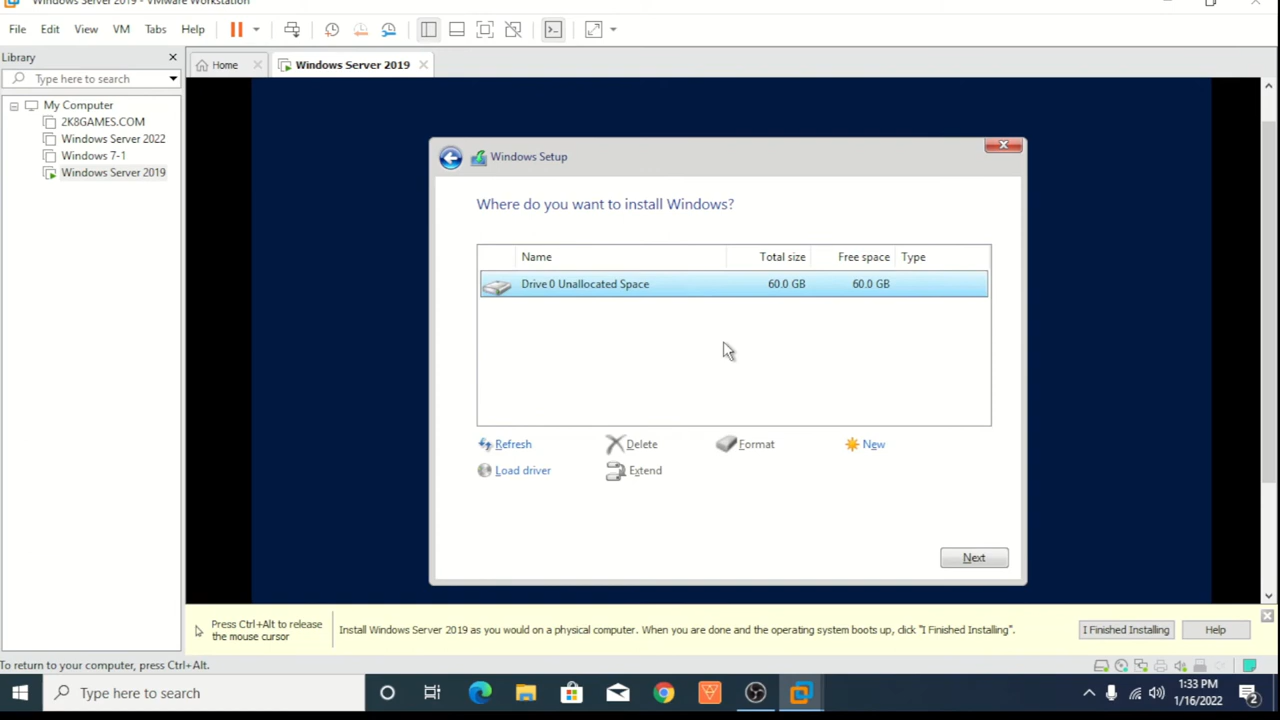 Windows Server 2019 - VMware Workstation
File Edit View VM Tabs Help
Library
Home
Windows Server 2019
Type here to search
My Computer
2K8GAMES.COM
Windows Server 2022
Windows 7-1
Windows Server 2019
Windows Setup
Where do you want to install Windows?
Name Total size Free space Type
Drive 0 Unallocated Space 60.0 GB 60.0 GB
Refresh Delete Format New
Load driver Extend
Next
Press Ctrl+Alt to release
the mouse cursor
Install Windows Server 2019 as you would on a physical computer. When you are done and the operating system boots up, click "I Finished Installing".
I Finished Installing
Help
To return to your computer, press Ctrl+Alt.
Type here to search
1:33 PM
1/16/2022
2